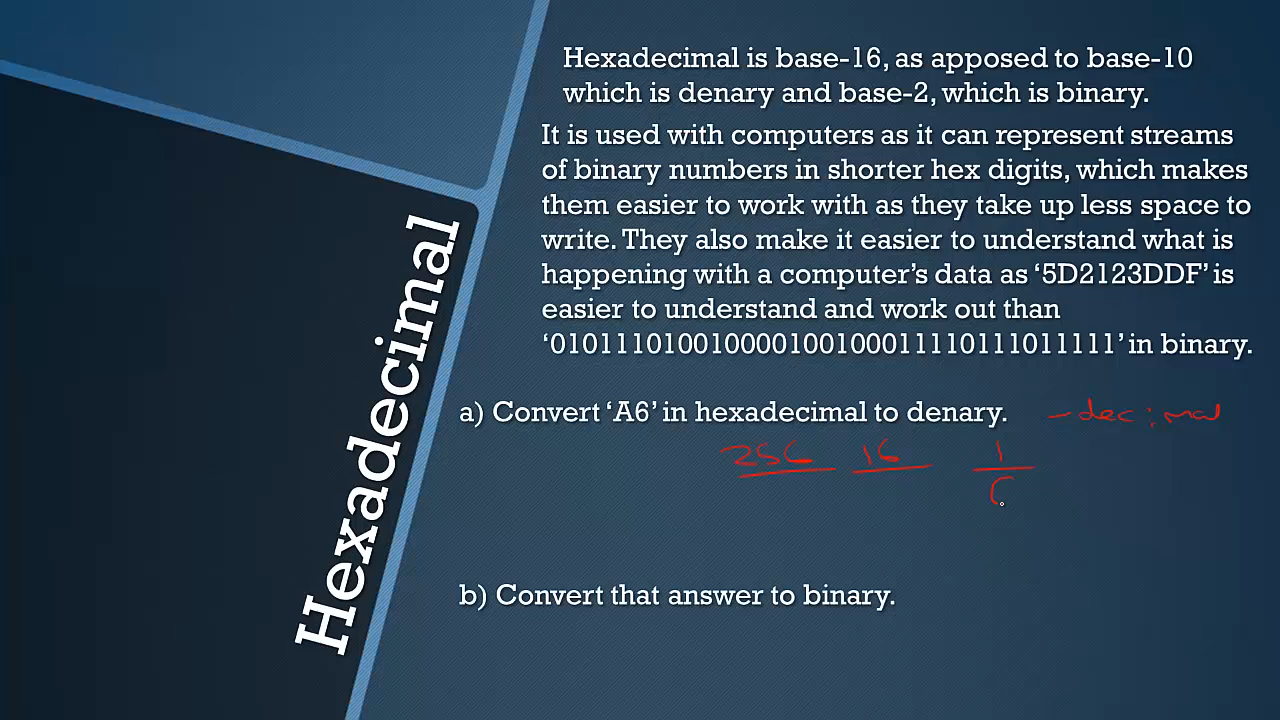 Hexadecimal
Hexadecimal is base-16, as apposed to base-10
which is denary and base-2, which is binary.
It is used with computers as it can represent streams
of binary numbers in shorter hex digits, which makes
them easier to work with as they take up less space to
write. They also make it easier to understand what is
happening with a computer’s data as ‘5D2123DDF’ is
easier to understand and work out than
‘010111010010000100100011110111011111’ in binary.
a) Convert ‘A6’ in hexadecimal to denary. - decimal
256 16 1
6
b) Convert that answer to binary.